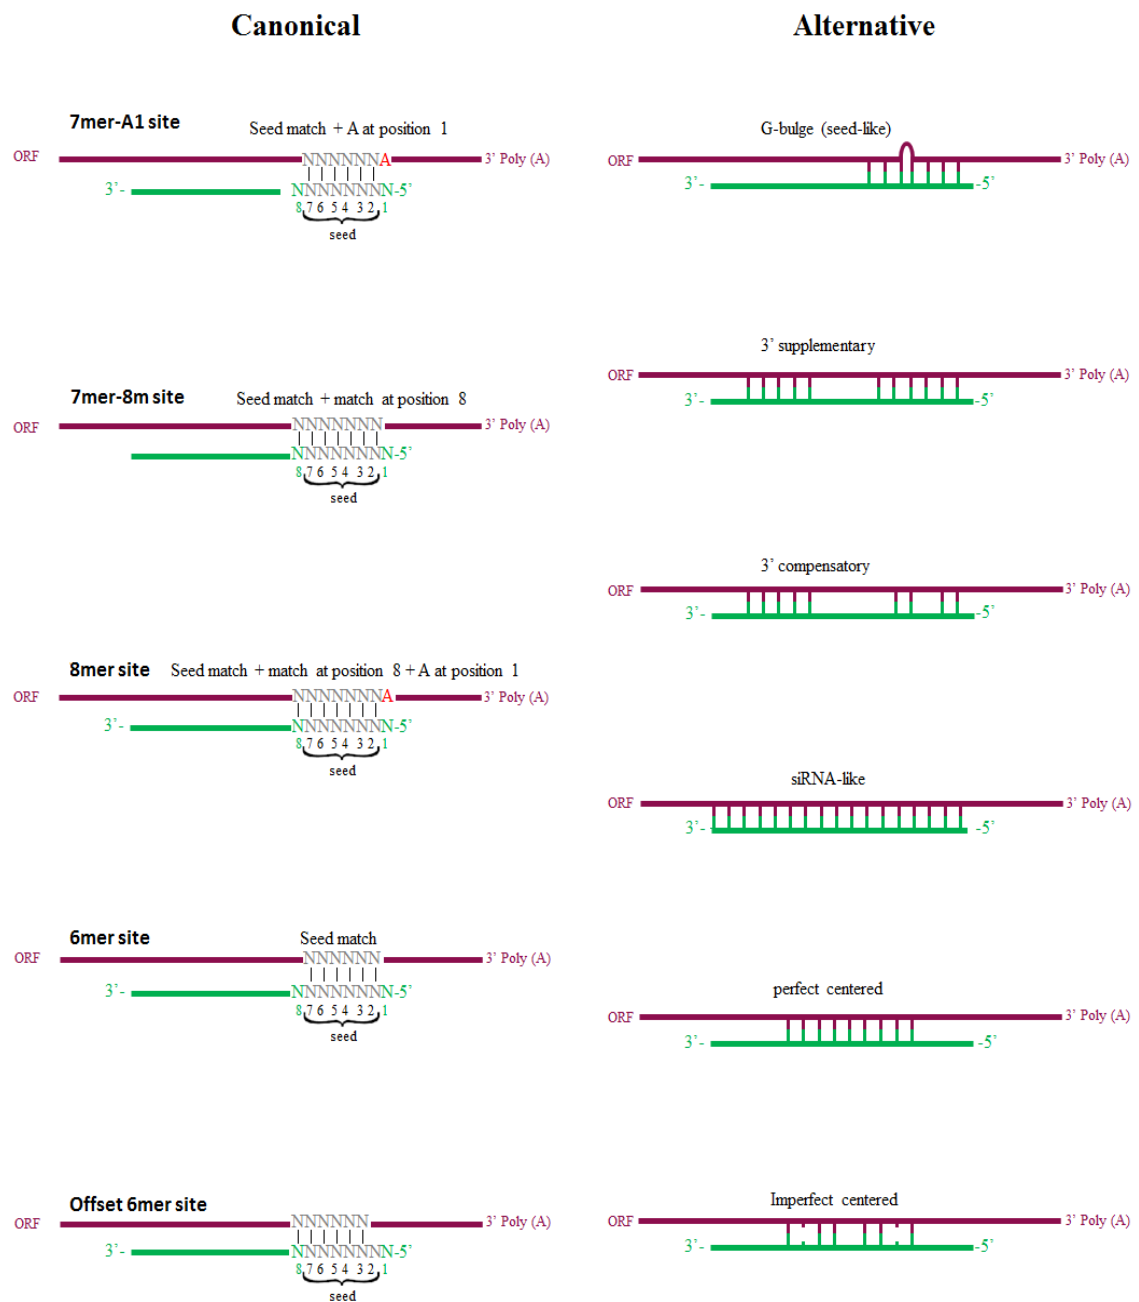 Canonical
7mer-A1 site
Seed match + A at position 1
ORF
NNNNNNA
3' Poly (A)
3'-
NNNNNNNN-5'
8 7 6 5 4 3 2 1
seed
7mer-8m site
Seed match + match at position 8
ORF
NNNNNNN
3' Poly (A)
NNNNNNNN-5'
8 7 6 5 4 3 2 1
seed
8mer site
Seed match + match at position 8 + A at position 1
ORF
NNNNNNNA
3' Poly (A)
3'-
NNNNNNNN-5'
8 7 6 5 4 3 2 1
seed
6mer site
Seed match
ORF
NNNNNN
3' Poly (A)
3'-
NNNNNNNN-5'
8 7 6 5 4 3 2 1
seed
Offset 6mer site
ORF
NNNNNN
3' Poly (A)
3'-
NNNNNNNN-5'
8 7 6 5 4 3 2 1
seed
Alternative
G-bulge (seed-like)
ORF
3' Poly (A)
3'-
-5'
3' supplementary
ORF
3' Poly (A)
3'-
-5'
3' compensatory
ORF
3' Poly (A)
3'-
-5'
siRNA-like
ORF
3' Poly (A)
3'-
-5'
perfect centered
ORF
3' Poly (A)
3'-
-5'
Imperfect centered
ORF
3' Poly (A)
3'-
-5'